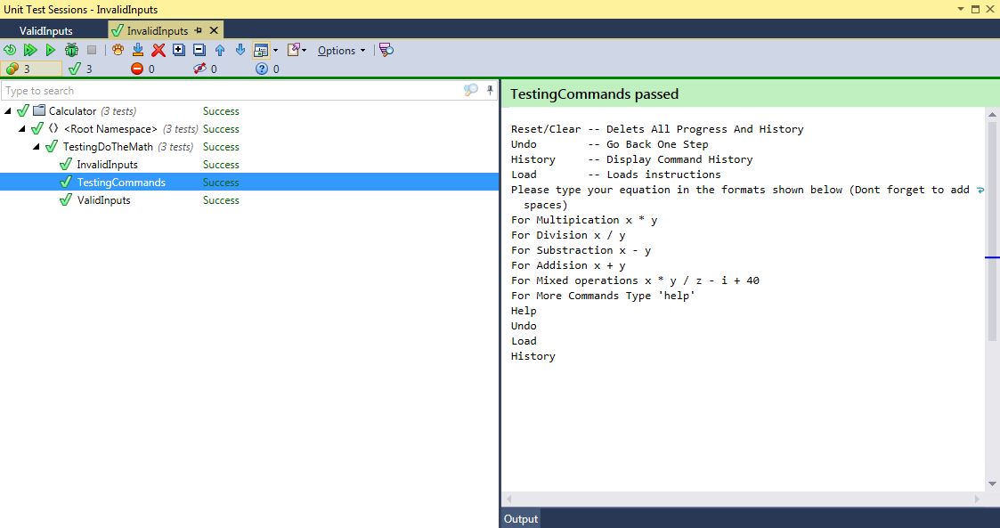 Unit Test Sessions - InvalidInputs
ValidInputs InvalidInputs
Options
3 3 0 0 0
Type to search
Calculator (3 tests) Success
<Root Namespace> (3 tests) Success
TestingDoTheMath (3 tests) Success
InvalidInputs Success
TestingCommands Success
ValidInputs Success
TestingCommands passed
Reset/Clear -- Delets All Progress And History
Undo -- Go Back One Step
History -- Display Command History
Load -- Loads instructions
Please type your equation in the formats shown below (Dont forget to add
spaces)
For Multipication x * y
For Division x / y
For Substraction x - y
For Addision x + y
For Mixed operations x * y / z - i + 40
For More Commands Type 'help'
Help
Undo
Load
History
Output